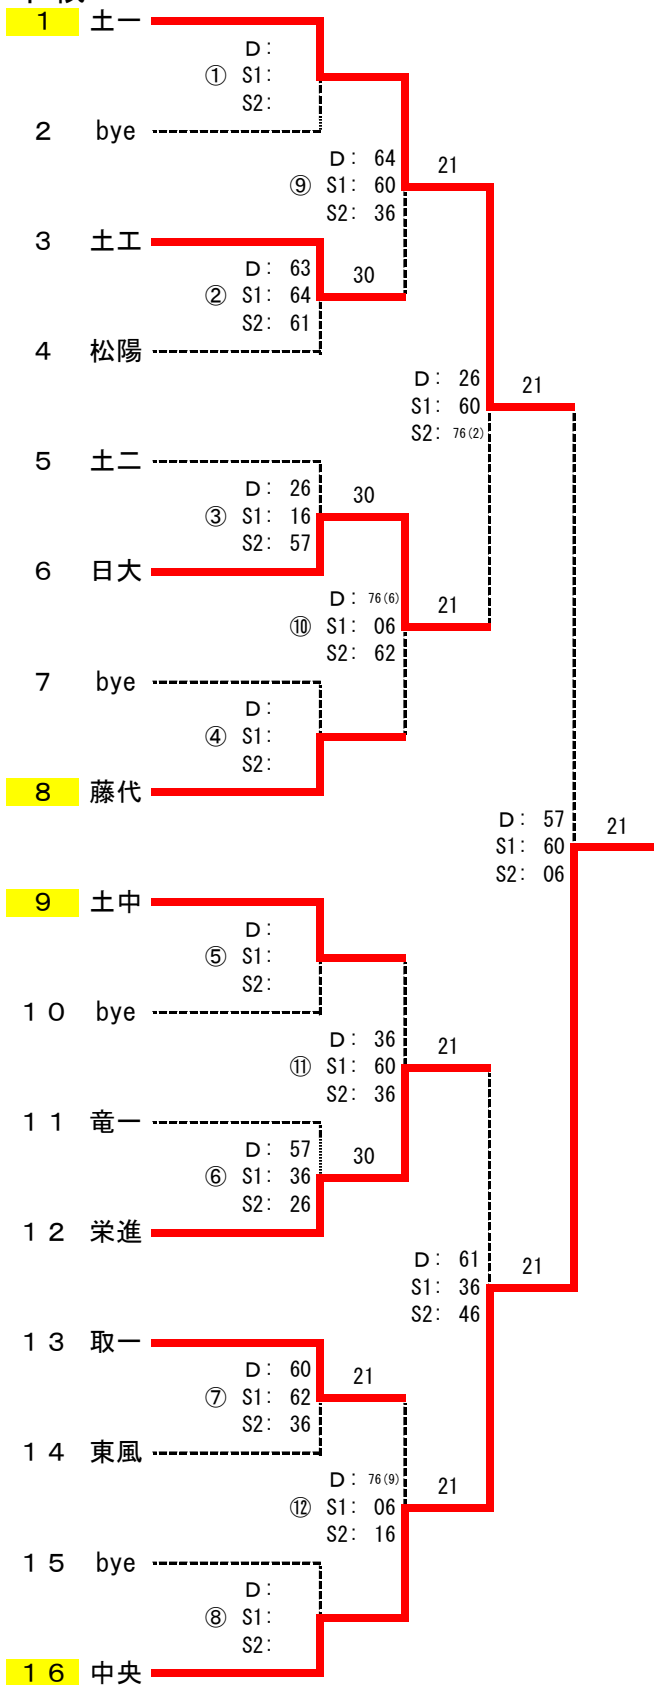 １ 土一
D:
① S1:
S2:
２ bye
D: 64 21
⑨ S1: 60
S2: 36
３ 土工
D: 63 30
② S1: 64
S2: 61
４ 松陽
D: 26 21
S1: 60
S2: 76(2)
５ 土二
D: 26 30
③ S1: 16
S2: 57
６ 日大
D: 76(6) 21
⑩ S1: 06
S2: 62
７ bye
D:
④ S1:
S2:
８ 藤代
D: 57 21
S1: 60
S2: 06
９ 土中
D:
⑤ S1:
S2:
１０ bye
D: 36 21
⑪ S1: 60
S2: 36
１１ 竜一
D: 57 30
⑥ S1: 36
S2: 26
１２ 栄進
D: 61 21
S1: 36
S2: 46
１３ 取一
D: 60 21
⑦ S1: 62
S2: 36
１４ 東風
D: 76(9) 21
⑫ S1: 06
S2: 16
１５ bye
D:
⑧ S1:
S2:
１６ 中央